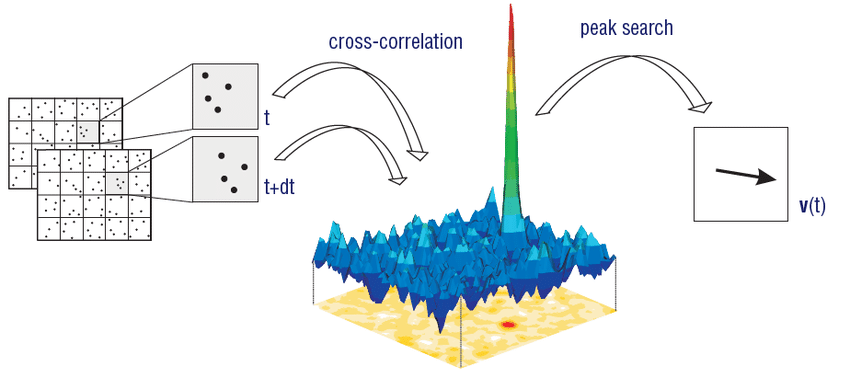 cross-correlation
peak search
t
t+dt
v(t)